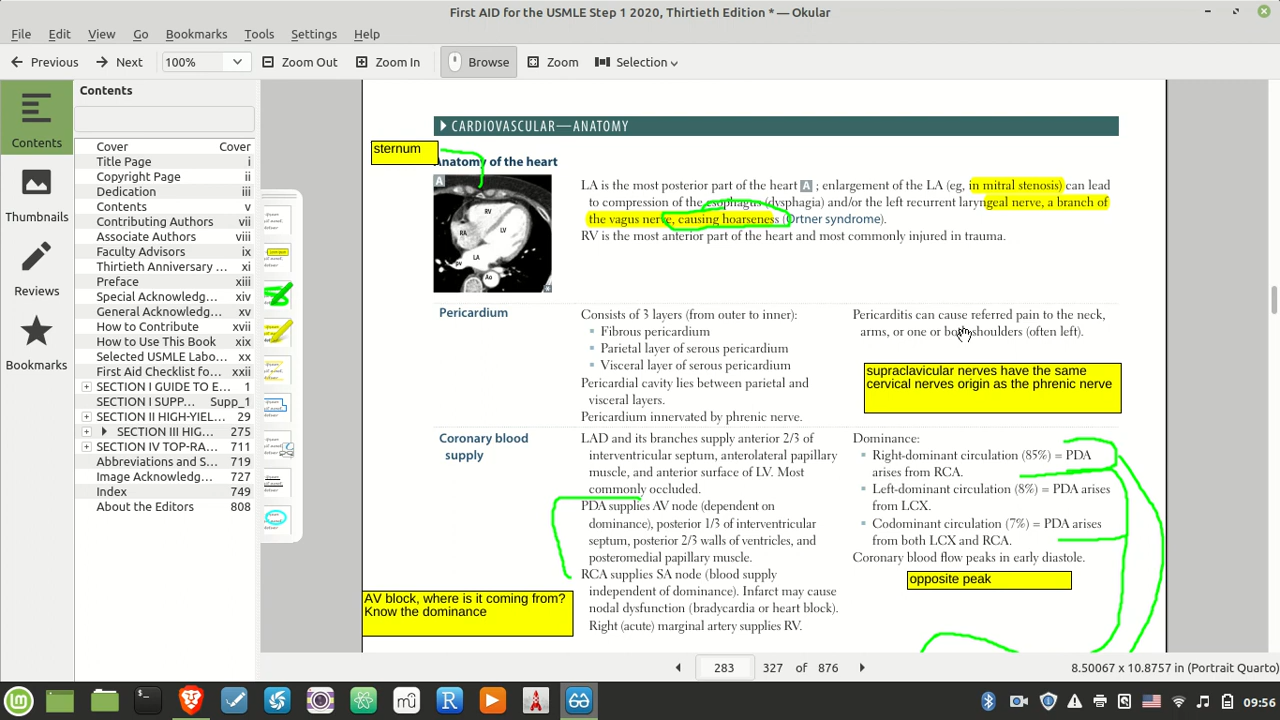 First AID for the USMLE Step 1 2020, Thirtieth Edition * — Okular
File Edit View Go Bookmarks Tools Settings Help
Previous Next 100% Zoom Out Zoom In Browse Zoom Selection
Contents
Thumbnails
Reviews
Bookmarks
Contents
Cover Cover
Title Page i
Copyright Page ii
Dedication iii
Contents v
Contributing Authors vii
Associate Authors viii
Faculty Advisors ix
Thirtieth Anniversary ... xi
Preface xiii
Special Acknowledg... xiv
General Acknowledg... xv
How to Contribute xvii
How to Use This Book xix
Selected USMLE Labo... xx
First Aid Checklist fo... xxii
SECTION I GUIDE TO E... 1
SECTION I SUPP... Supp_1
SECTION II HIGH-YIEL... 29
SECTION III HIG... 275
SECTION IV TOP-RA... 711
Abbreviations and S... 719
Image Acknowledg... 727
Index 749
About the Editors 808
CARDIOVASCULAR—ANATOMY
sternum
Anatomy of the heart
A
RV
LV
RA
LA
PV
Ao
LA is the most posterior part of the heart A ; enlargement of the LA (eg, in mitral stenosis) can lead
to compression of the esophagus (dysphagia) and/or the left recurrent laryngeal nerve, a branch of
the vagus nerve, causing hoarseness (Ortner syndrome).
RV is the most anterior part of the heart and most commonly injured in trauma.
Pericardium
Consists of 3 layers (from outer to inner):
Fibrous pericardium
Parietal layer of serous pericardium
Visceral layer of serous pericardium
Pericardial cavity lies between parietal and
visceral layers.
Pericardium innervated by phrenic nerve.
Pericarditis can cause referred pain to the neck,
arms, or one or both shoulders (often left).
supraclavicular nerves have the same
cervical nerves origin as the phrenic nerve
Coronary blood
supply
LAD and its branches supply anterior 2/3 of
interventricular septum, anterolateral papillary
muscle, and anterior surface of LV. Most
commonly occluded.
PDA supplies AV node (dependent on
dominance), posterior 1/3 of interventricular
septum, posterior 2/3 walls of ventricles, and
posteromedial papillary muscle.
RCA supplies SA node (blood supply
independent of dominance). Infarct may cause
nodal dysfunction (bradycardia or heart block).
Right (acute) marginal artery supplies RV.
AV block, where is it coming from?
Know the dominance
Dominance:
Right-dominant circulation (85%) = PDA
arises from RCA.
Left-dominant circulation (8%) = PDA arises
from LCX.
Codominant circulation (7%) = PDA arises
from both LCX and RCA.
Coronary blood flow peaks in early diastole.
opposite peak
283 327 of 876
8.50067 x 10.8757 in (Portrait Quarto)
09:56